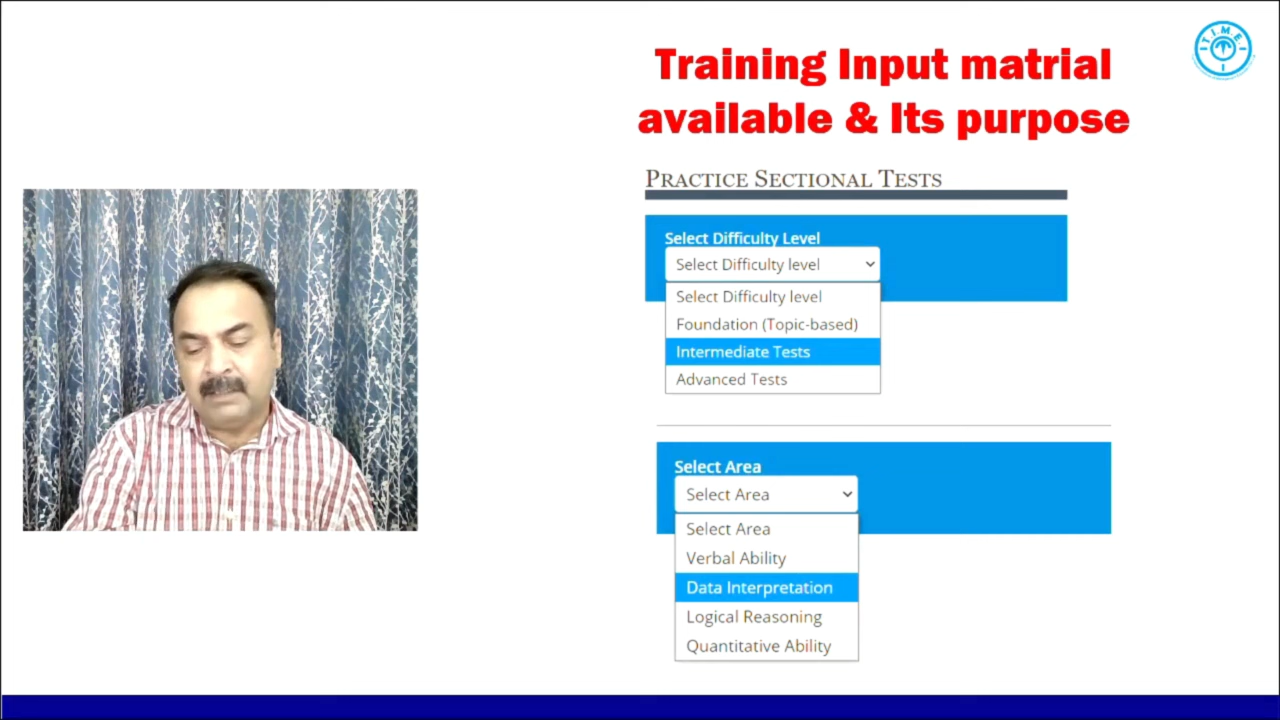 Training Input matrial
available & Its purpose
T.I.M.E.
PRACTICE SECTIONAL TESTS
Select Difficulty Level
Select Difficulty level
Select Difficulty level
Foundation (Topic-based)
Intermediate Tests
Advanced Tests
Select Area
Select Area
Select Area
Verbal Ability
Data Interpretation
Logical Reasoning
Quantitative Ability